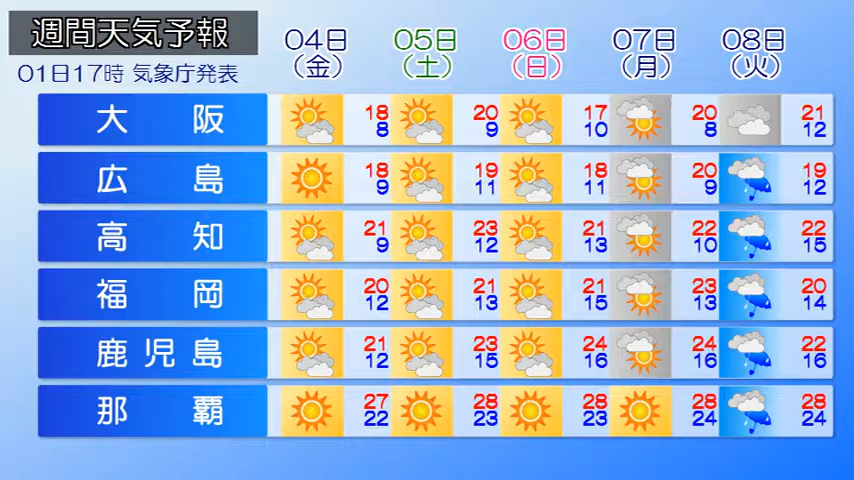 週間天気予報
01日17時 気象庁発表
04日 05日 06日 07日 08日
(金) (土) (日) (月) (火)
大阪 18 8 20 9 17 10 20 8 21 12
広島 18 9 19 11 18 11 20 9 19 12
高知 21 9 23 12 21 13 22 10 22 15
福岡 20 12 21 13 21 15 23 13 20 14
鹿児島 21 12 23 15 24 16 24 16 22 16
那覇 27 22 28 23 28 23 28 24 28 24